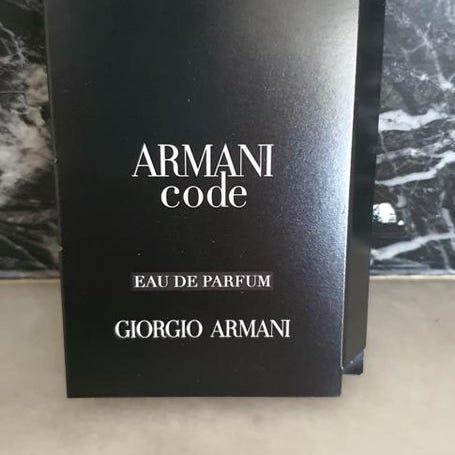 ARMANI
code
EAU DE PARFUM
GIORGIO ARMANI